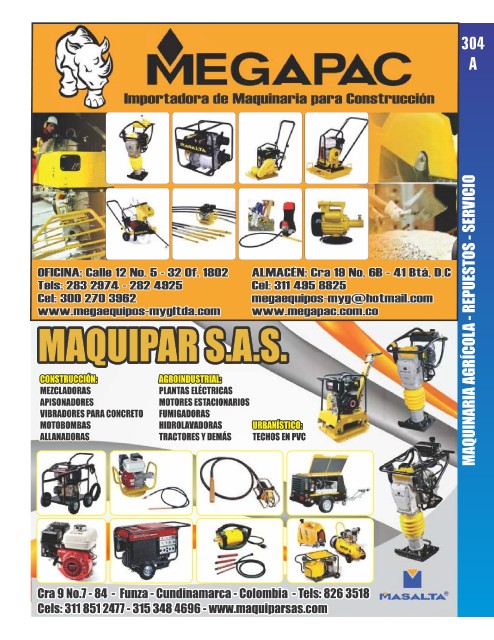 304
A
MEGAPAC
Importadora de Maquinaria para Construcción
MASALTA
OFICINA: Calle 12 No. 5 - 32 Of. 1802
Tels: 283 2974 - 282 4925
Cel: 300 270 3962
www.megaequipos-mygltda.com
ALMACÉN: Cra 19 No. 6B - 41 Btá, D.C
Cel: 311 495 8825
megaequipos-myg@hotmail.com
www.megapac.com.co
MAQUINARIA AGRÍCOLA - REPUESTOS - SERVICIO
MAQUIPAR S.A.S.
CONSTRUCCIÓN:
MEZCLADORAS
APISONADORES
VIBRADORES PARA CONCRETO
MOTOBOMBAS
ALLANADORAS
AGROINDUSTRIAL:
PLANTAS ELÉCTRICAS
MOTORES ESTACIONARIOS
FUMIGADORAS
HIDROLAVADORAS
TRACTORES Y DEMÁS
URBANÍSTICO:
TECHOS EN PVC
MASALTA
Cra 9 No.7 - 84 - Funza - Cundinamarca - Colombia - Tels: 826 3518
Cels: 311 851 2477 - 315 348 4696 - www.maquiparsas.com